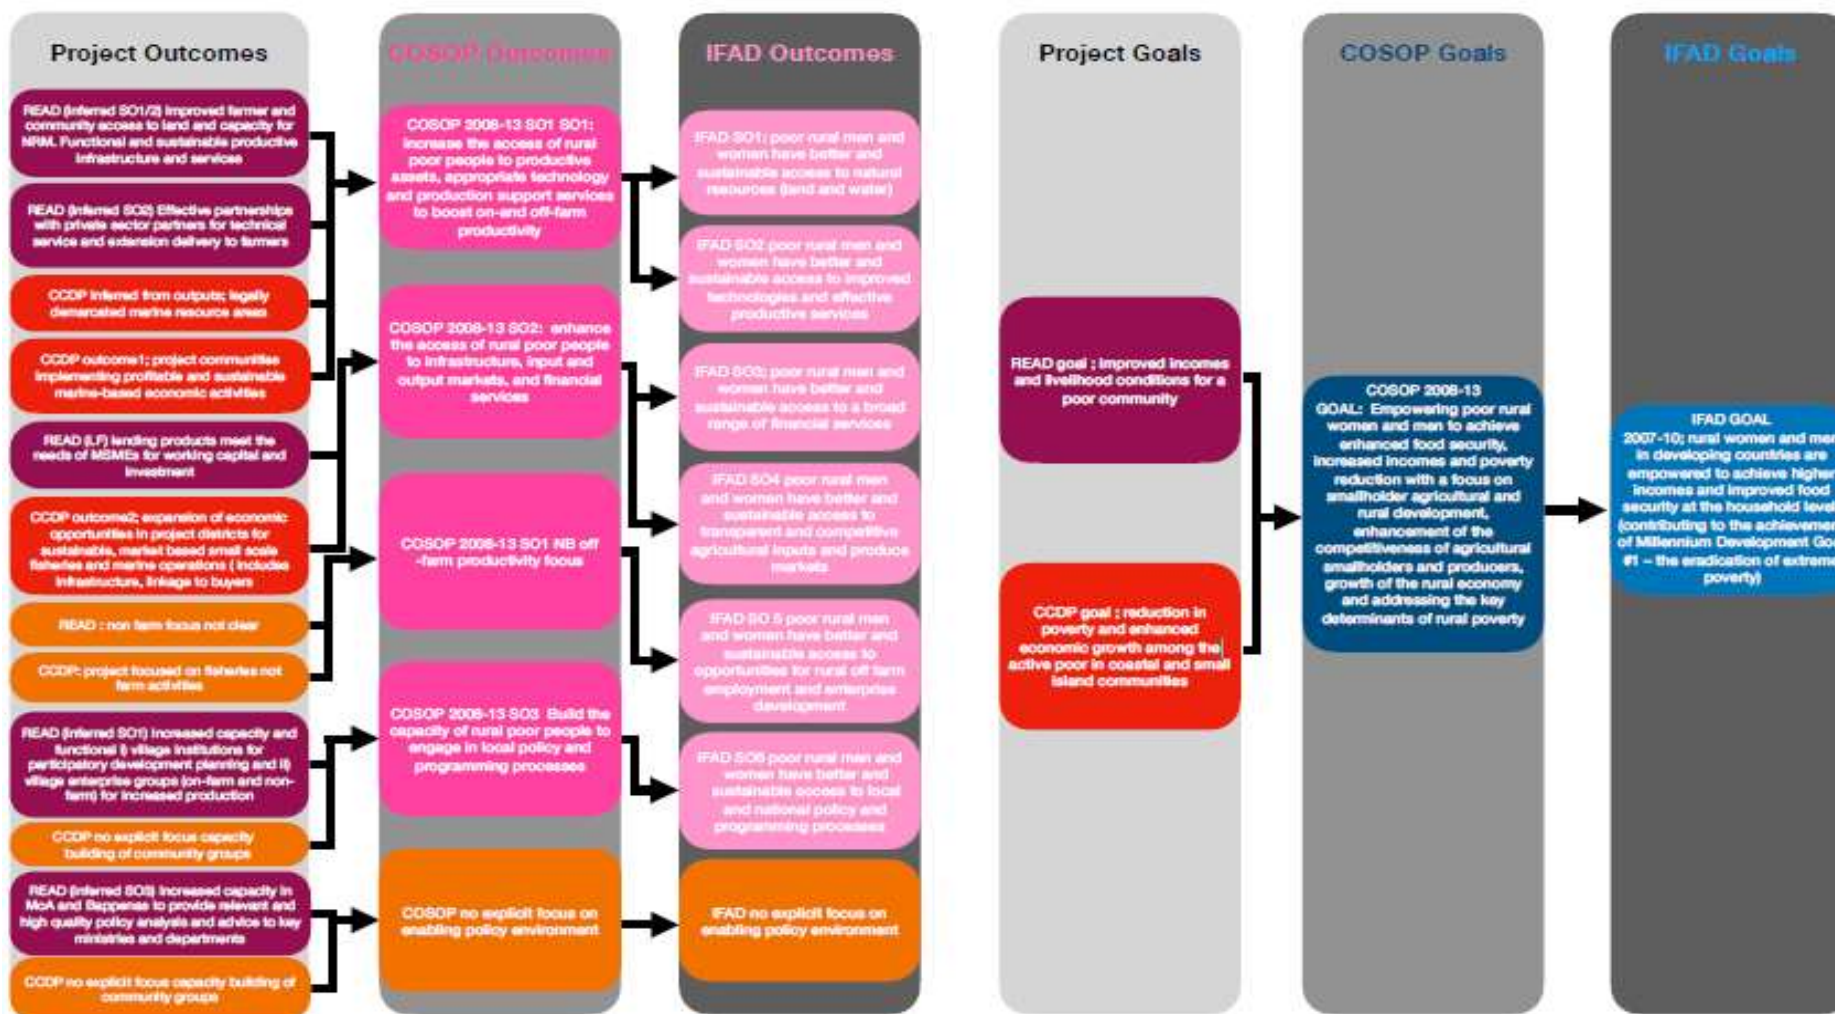 Project Outcomes
READ (Inferred SO1/2) Improved farmer and
community access to land and capacity for
NRM. Functional and sustainable productive
Infrastructure and services
READ (Inferred SO2) Effective partnerships
with private sector partners for technical
service and extension delivery to farmers
CCDP Inferred from outputs; legally
demarcated marine resource areas
CCDP outcome1; project communities
implementing profitable and sustainable
marine-based economic activities
READ (LF) lending products meet the
needs of MSMEs for working capital and
Investment
CCDP outcome2; expansion of economic
opportunities in project districts for
sustainable, market based small scale
fisheries and marine operations ( includes
Infrastructure, linkage to buyers
READ : non farm focus not clear
CCDP: project focused on fisheries not
farm activities
READ (Inferred SO1) Increased capacity and
functional i) village institutions for
participatory development planning and ii)
village enterprise groups (on-farm and non-
farm) for increased production
CCDP no explicit focus capacity
building of community groups
READ (Inferred SO3) Increased capacity in
MoA and Bappenas to provide relevant and
high quality policy analysis and advice to key
ministries and departments
CCDP no explicit focus capacity building of
community groups
COSOP Outcomes
COSOP 2008-13 SO1 SO1:
increase the access of rural
poor people to productive
assets, appropriate technology
and production support services
to boost on-and off-farm
productivity
COSOP 2008-13 SO2: enhance
the access of rural poor people
to infrastructure, input and
output markets, and financial
services
COSOP 2008-13 SO1 NB off
-farm productivity focus
COSOP 2008-13 SO3 Build the
capacity of rural poor people to
engage in local policy and
programming processes
COSOP no explicit focus on
enabling policy environment
IFAD Outcomes
IFAD SO1; poor rural men and
women have better and
sustainable access to natural
resources (land and water)
IFAD SO2 poor rural men and
women have better and
sustainable access to improved
technologies and effective
productive services
IFAD SO3; poor rural men and
women have better and
sustainable access to a broad
range of financial services
IFAD SO4 poor rural men
and women have better and
sustainable access to
transparent and competitive
agricultural inputs and produce
markets
IFAD SO 5 poor rural men
and women have better and
sustainable access to
opportunities for rural off farm
employment and enterprise
development
IFAD SO6 poor rural men and
women have better and
sustainable access to local
and national policy and
programming processes
IFAD no explicit focus on
enabling policy environment
Project Goals
READ goal : improved incomes
and livelihood conditions for a
poor community
CCDP goal : reduction in
poverty and enhanced
economic growth among the
active poor in coastal and small
island communities
COSOP Goals
COSOP 2008-13
GOAL: Empowering poor rural
women and men to achieve
enhanced food security,
increased incomes and poverty
reduction with a focus on
smallholder agricultural and
rural development,
enhancement of the
competitiveness of agricultural
smallholders and producers,
growth of the rural economy
and addressing the key
determinants of rural poverty
IFAD Goals
IFAD GOAL
2007-10; rural women and men
in developing countries are
empowered to achieve higher
incomes and improved food
security at the household level
(contributing to the achievemen
of Millennium Development Goa
#1 – the eradication of extreme
poverty)